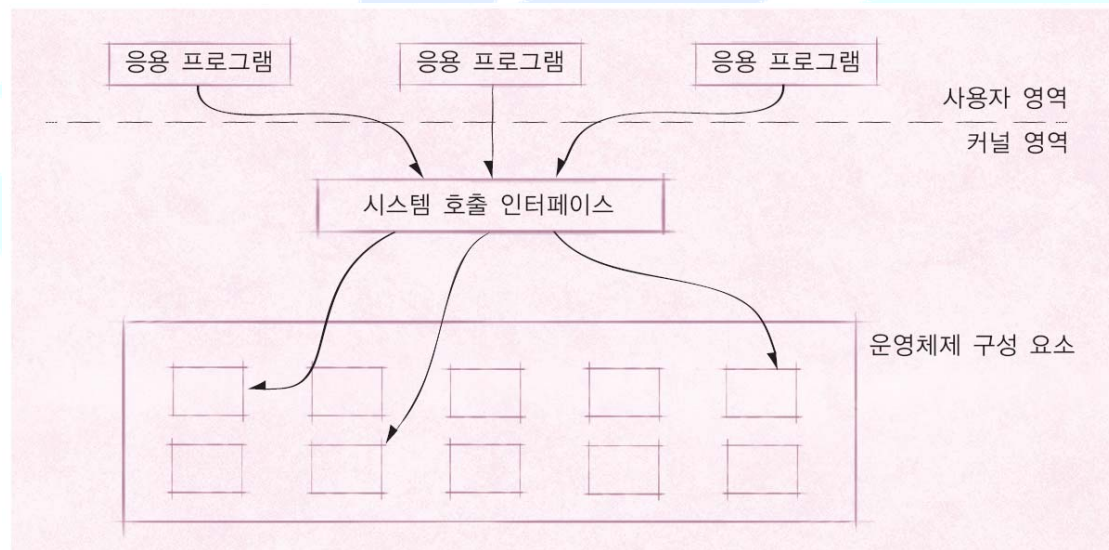 응용 프로그램
응용 프로그램
응용 프로그램
사용자 영역
커널 영역
시스템 호출 인터페이스
운영체제 구성 요소